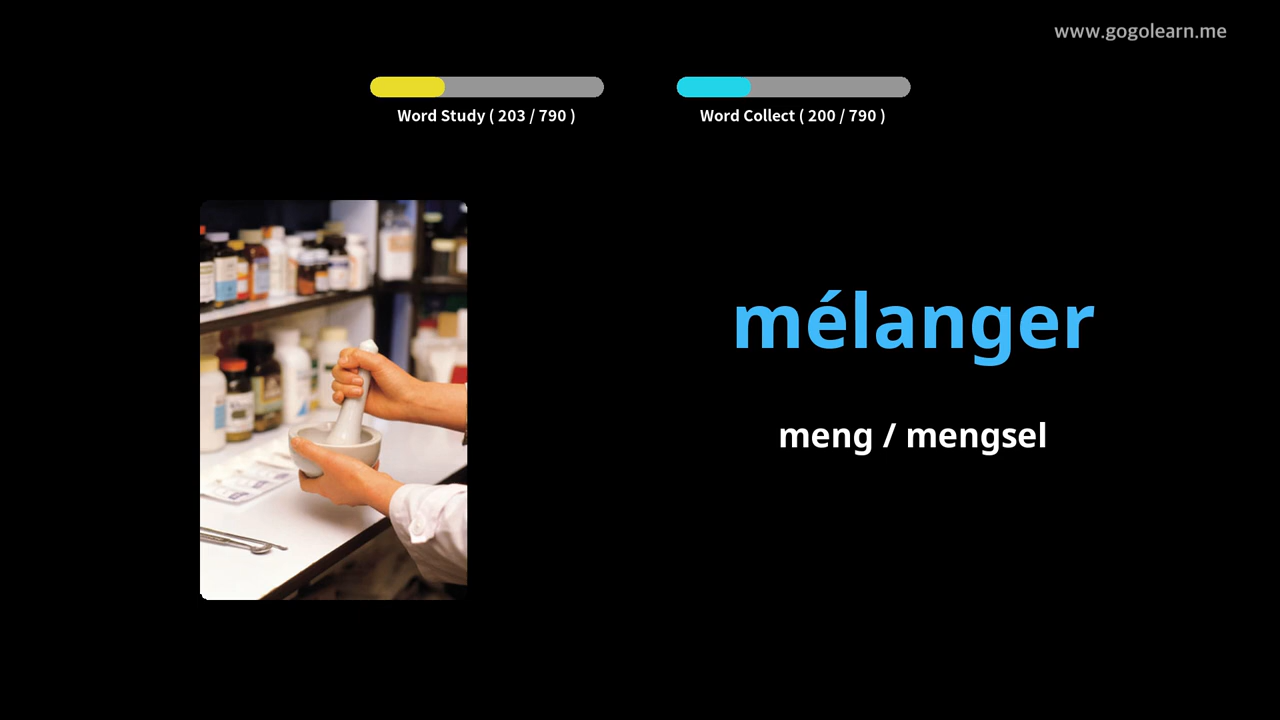 www.gogolearn.me
Word Study ( 203 / 790 )
Word Collect ( 200 / 790 )
mélanger
meng / mengsel